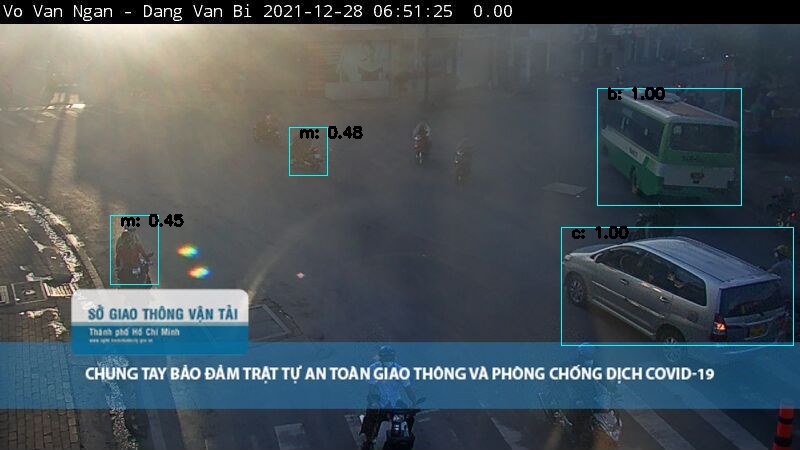 Vo Van Ngan - Dang Van Bi 2021-12-28 06:51:25  0.00
b: 1.00
m: 0.48
m: 0.45
c: 1.00
SỞ GIAO THÔNG VẬN TẢI
Thành phố Hồ Chí Minh
CHUNG TAY BẢO ĐẢM TRẬT TỰ AN TOÀN GIAO THÔNG VÀ PHÒNG CHỐNG DỊCH COVID-19